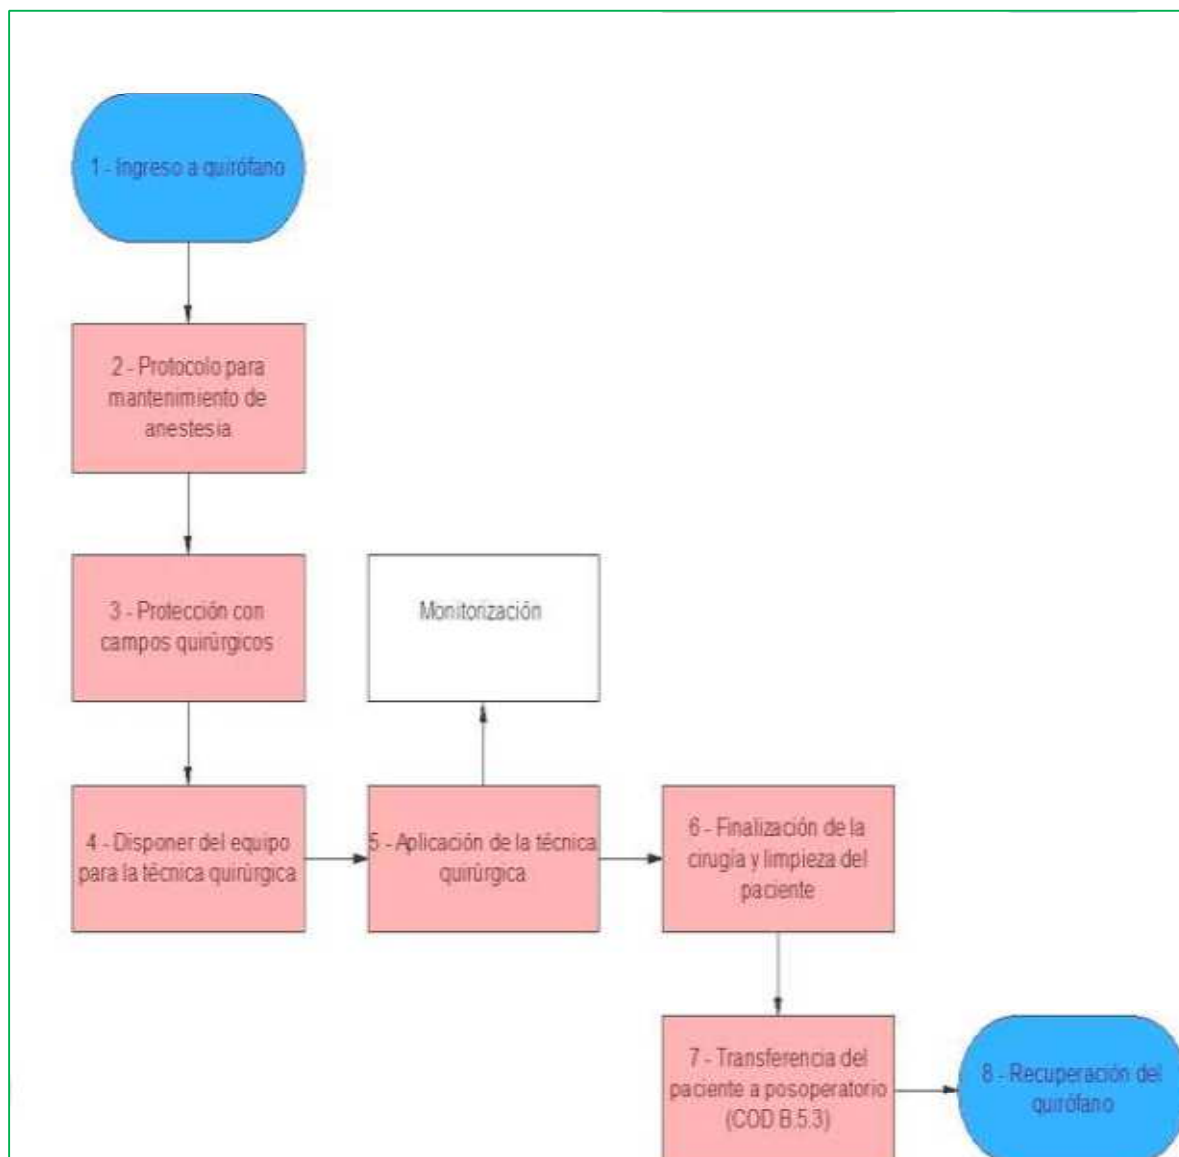 1 - Ingreso a quirófano
2 - Protocolo para
mantenimiento de
anestesia
3 - Protección con
campos quirúrgicos
Monitorización
4 - Disponer del equipo
para la técnica quirúrgica
5 - Aplicación de la técnica
quirúrgica
6 - Finalización de la
cirugía y limpieza del
paciente
7 - Transferencia del
paciente a posoperatorio
(COD B.5.3)
8 - Recuperación del
quirófano